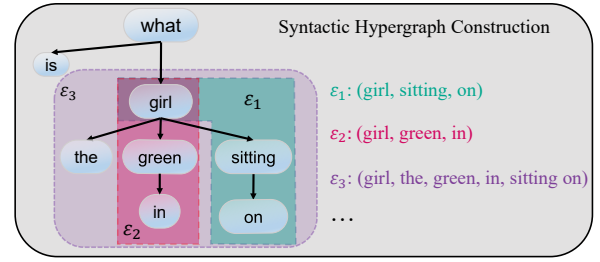 what
Syntactic Hypergraph Construction
is
ε3
girl
ε1
ε1: (girl, sitting, on)
ε2: (girl, green, in)
the
green
sitting
ε3: (girl, the, green, in, sitting on)
in
on
ε2
...